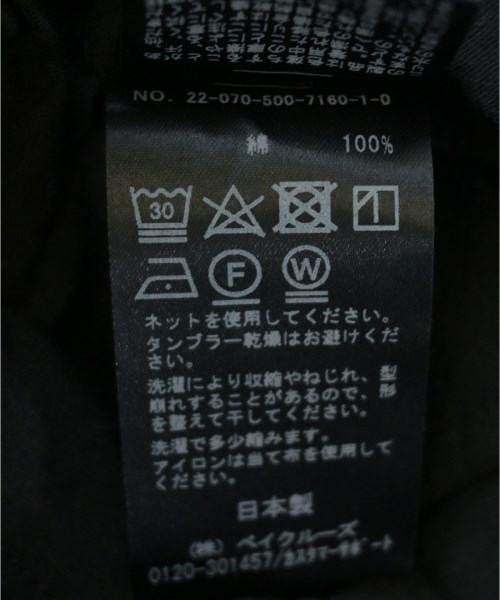 NO. 22-070-500-7160-1-0
綿 100%
30
F W
ネットを使用してください。
タンブラー乾燥はお避けくだ
さい。
洗濯により収縮やねじれ、型
崩れすることがあるので、形
を整えて干してください。
洗濯で多少縮みます。
アイロンは当て布を使用して下
さい。
日本製
(株) ベイクルーズ
0120-301457/カスタマーサポート